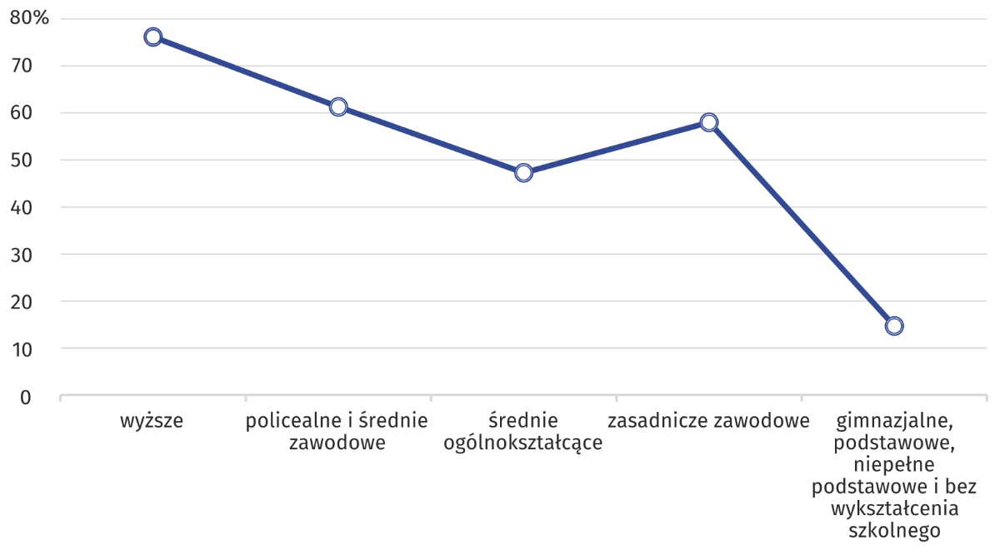 80%
70
60
50
40
30
20
10
0
wyższe
policealne i średnie
zawodowe
średnie
ogólnokształcące
zasadnicze zawodowe
gimnazjalne,
podstawowe,
niepełne
podstawowe i bez
wykształcenia
szkolnego